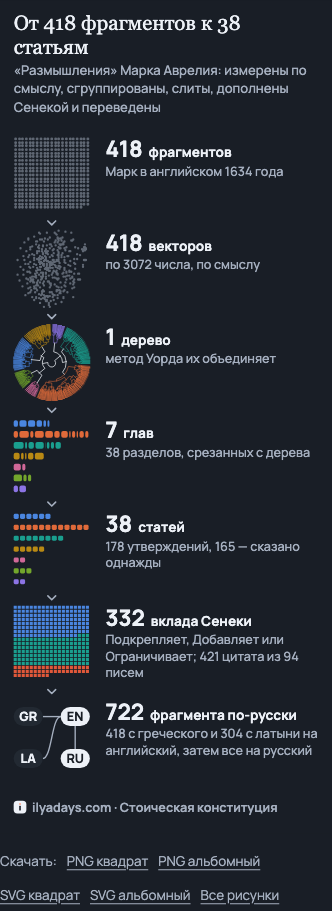 От 418 фрагментов к 38
статьям
«Размышления» Марка Аврелия: измерены по
смыслу, сгруппированы, слиты, дополнены
Сенекой и переведены
418 фрагментов
Марк в английском 1634 года
418 векторов
по 3072 числа, по смыслу
1 дерево
метод Уорда их объединяет
7 глав
38 разделов, срезанных с дерева
38 статей
178 утверждений, 165 — сказано
однажды
332 вклада Сенеки
Подкрепляет, Добавляет или
Ограничивает; 421 цитата из 94
писем
GR EN
LA RU
722 фрагмента по-русски
418 с греческого и 304 с латыни на
английский, затем все на русский
i ilyadays.com · Стоическая конституция
Скачать: PNG квадрат PNG альбомный
SVG квадрат SVG альбомный Все рисунки